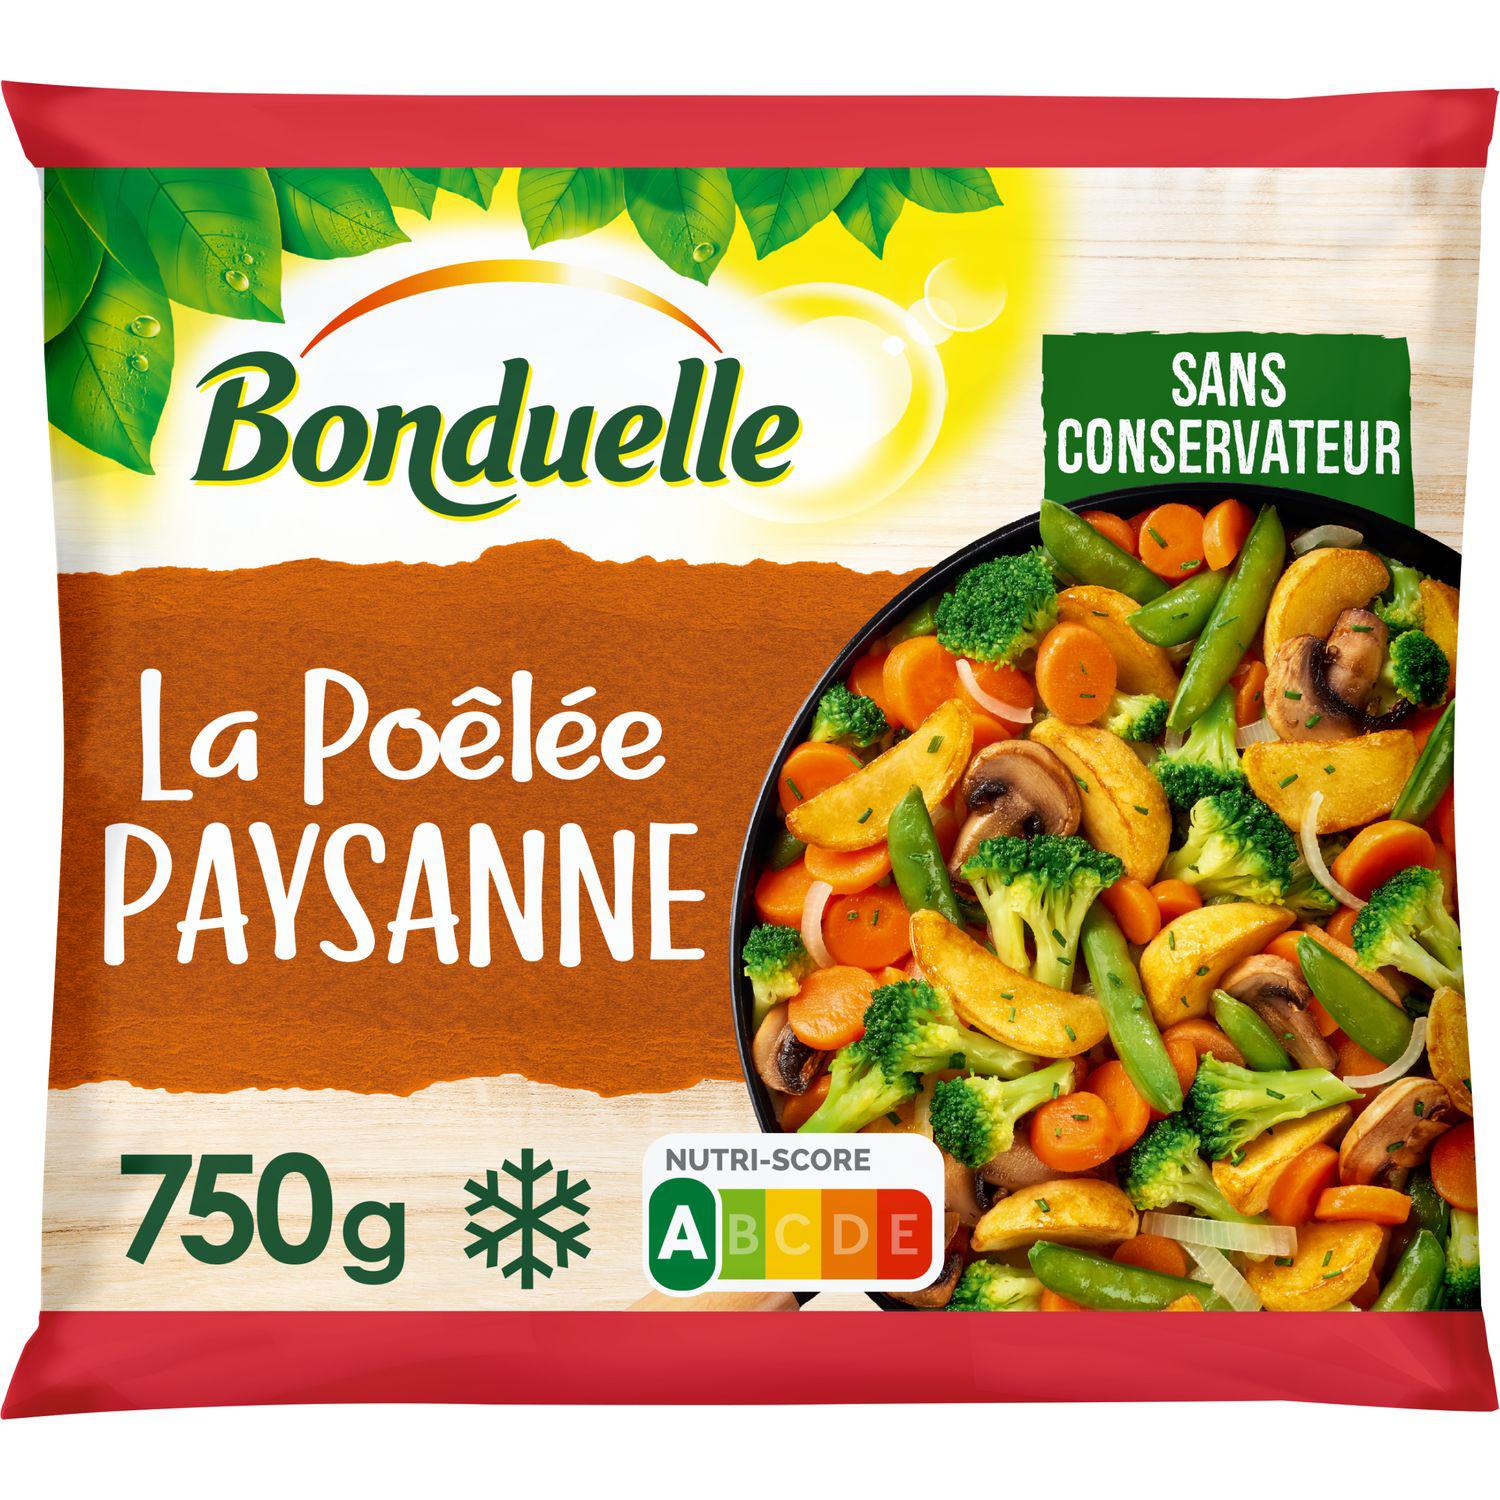 Bonduelle
SANS
CONSERVATEUR
La Poêlée
PAYSANNE
750g
NUTRI-SCORE
A B C D E